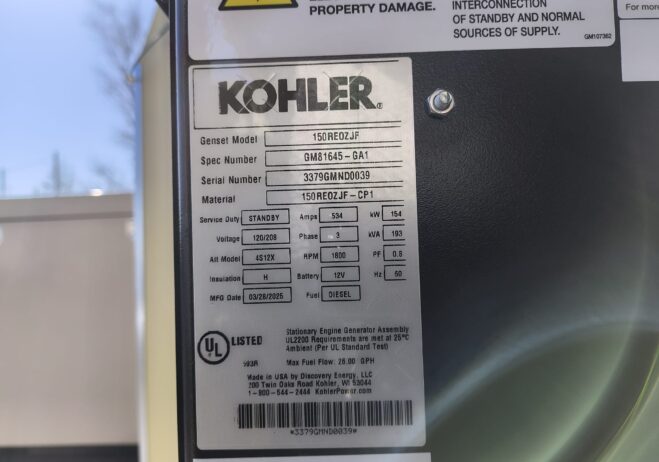 PROPERTY DAMAGE.
INTERCONNECTION
OF STANDBY AND NORMAL
SOURCES OF SUPPLY.
GM107362
For more
KOHLER®
Genset Model 150REOZJF
Spec Number GM81645-GA1
Serial Number 3379GMND0039
Material 150REOZJF-CP1
Service Duty STANDBY Amps 534 kW 154
Voltage 120/208 Phase 3 kVA 193
Alt Model 4S12X RPM 1800 PF 0.8
Insulation H Battery 12V Hz 60
MFG Date 03/28/2025 Fuel DIESEL
UL LISTED
Stationary Engine Generator Assembly
UL2200 Requirements are met at 25°C
Ambient (Per UL Standard Test)
Max Fuel Flow: 26.00 GPH
Made in USA by Discovery Energy, LLC
200 Twin Oaks Road Kohler, WI 53044
1-800-544-2444 KohlerPower.com
*3379GMND0039*